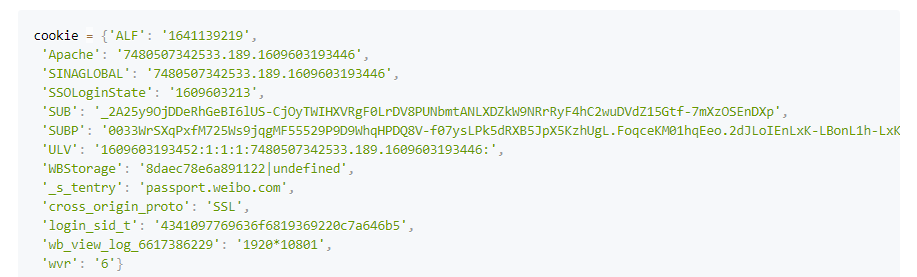 cookie = {'ALF': '1641139219',
'Apache': '7480507342533.189.1609603193446',
'SINAGLOBAL': '7480507342533.189.1609603193446',
'SSOLoginState': '1609603213',
'SUB': '_2A25y9OjDDeRhGeBI6lUS-CjOyTWIHXVRgF0LrDV8PUNbmtANLXDZkW9NRrRyF4hC2wuDVdZ15Gtf-7mXzOSEnDXp',
'SUBP': '0033WrSXqPxfM725Ws9jqgMF55529P9D9WhqHPDQ8V-f07ysLPk5dRXB5JpX5KzhUgL.FoqceKM01hqEeo.2dJLoIEnLxK-LBonL1h-LxK
'ULV': '1609603193452:1:1:1:7480507342533.189.1609603193446:',
'WBStorage': '8daec78e6a891122|undefined',
'_s_tentry': 'passport.weibo.com',
'cross_origin_proto': 'SSL',
'login_sid_t': '4341097769636f6819369220c7a646b5',
'wb_view_log_6617386229': '1920*10801',
'wvr': '6'}